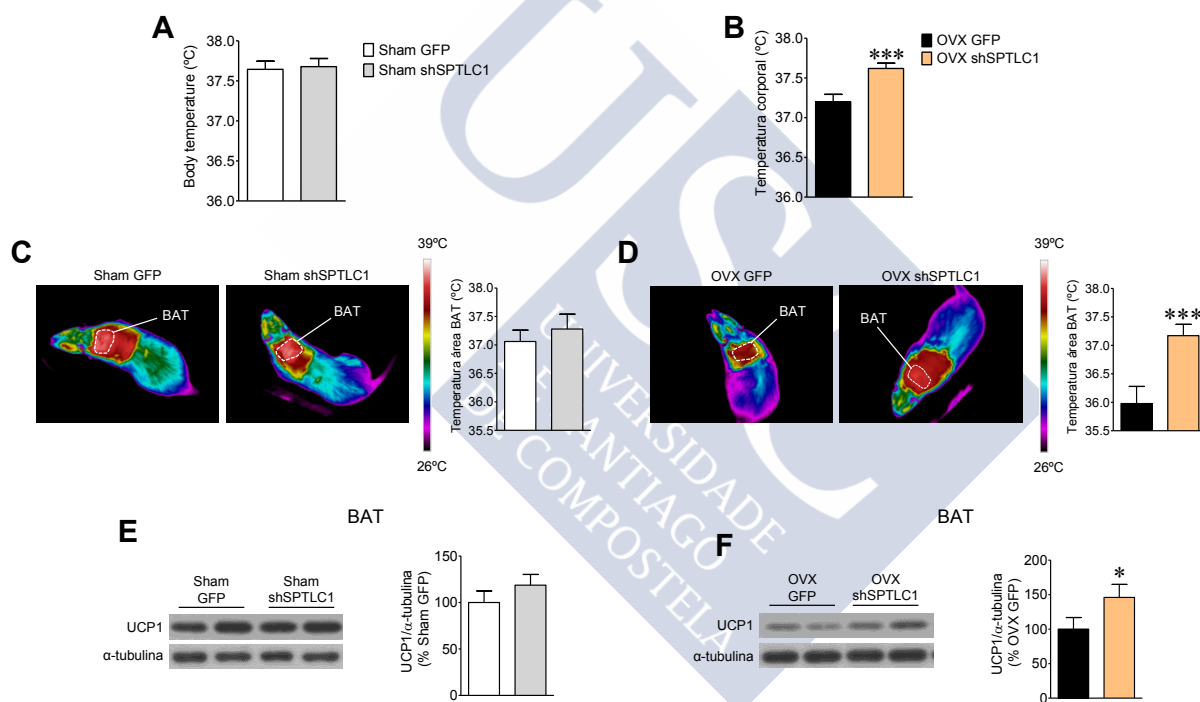 A
Body temperature (ºC)
38.0
37.5
37.0
36.5
36.0
Sham GFP
Sham shSPTLC1
B
Temperatura corporal (ºC)
38.0
37.5
37.0
36.5
36.0
***
OVX GFP
OVX shSPTLC1
C
Sham GFP
BAT
Sham shSPTLC1
BAT
39ºC
26ºC
Temperatura área BAT (ºC)
38.0
37.5
37.0
36.5
36.0
35.5
D
OVX GFP
BAT
OVX shSPTLC1
BAT
39ºC
26ºC
Temperatura área BAT (ºC)
38.0
37.5
37.0
36.5
36.0
35.5
***
E
BAT
Sham
GFP
Sham
shSPTLC1
UCP1
α-tubulina
UCP1/α-tubulina
(% Sham GFP)
150
100
50
0
F
BAT
OVX
GFP
OVX
shSPTLC1
UCP1
α-tubulina
UCP1/α-tubulina
(% OVX GFP)
200
150
100
50
0
*
USC
UNIVERSIDADE
DE SANTIAGO
DE COMPOSTELA